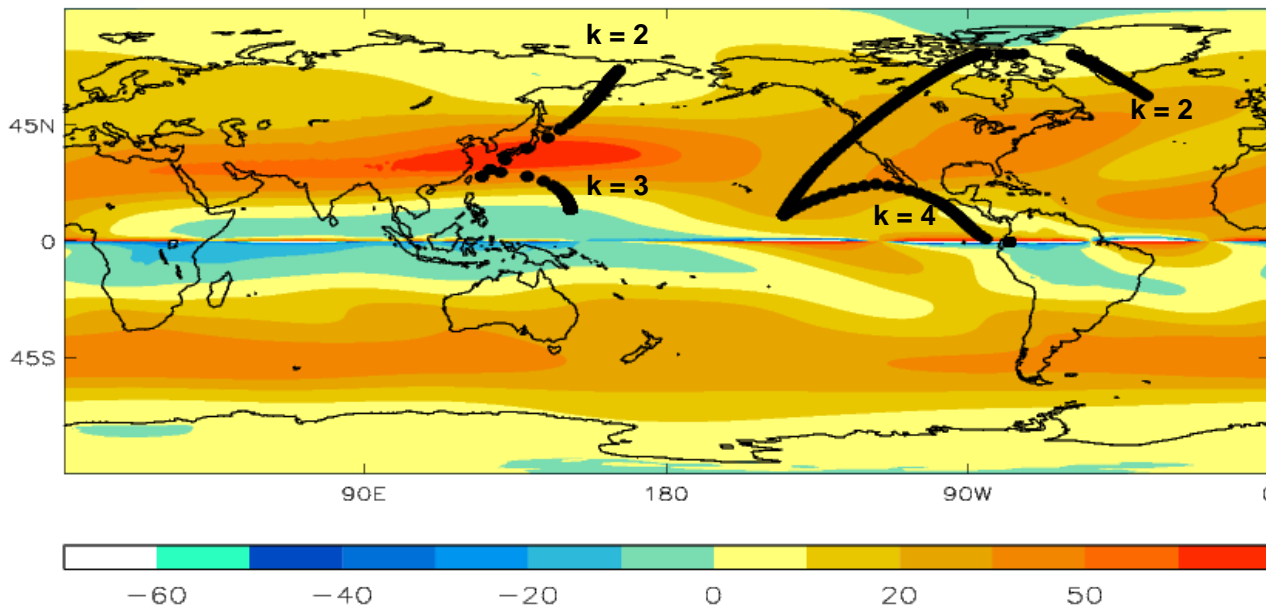 k = 2
45N
k = 2
k = 3
k = 4
0
45S
90E
180
90W
0
−60
−40
−20
0
20
50